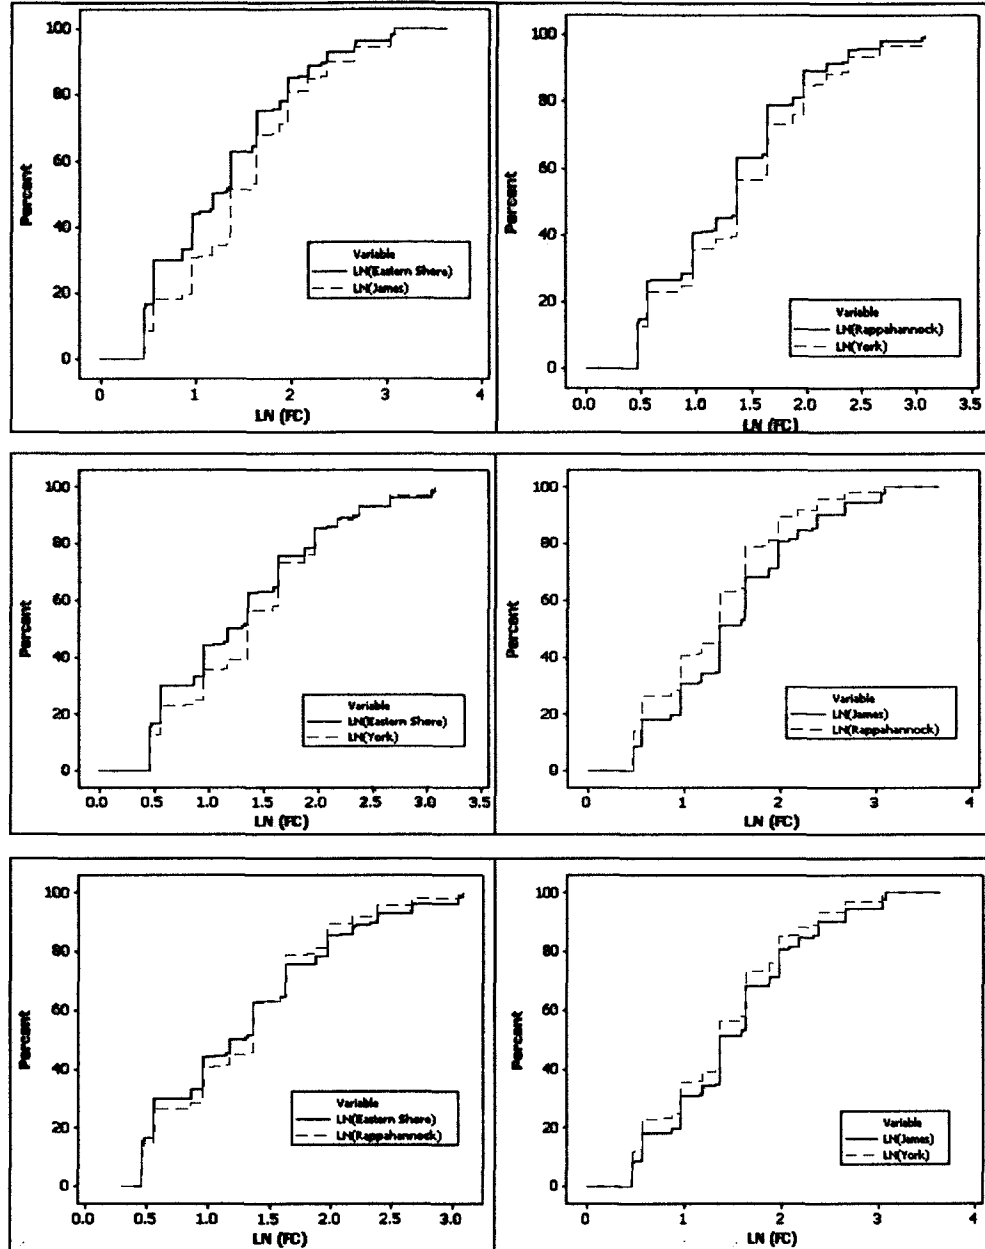 100
80
60
40
20
0
Percent
Variable
LN(Eastern Shore)
LN(James)
0 1 2 3 4
LN (FC)
100
80
60
40
20
0
Percent
Variable
LN(Rappahannock)
LN(York)
0.0 0.5 1.0 1.5 2.0 2.5 3.0 3.5
LN (FC)
100
80
60
40
20
0
Percent
Variable
LN(Eastern Shore)
LN(York)
0.0 0.5 1.0 1.5 2.0 2.5 3.0 3.5
LN (FC)
100
80
60
40
20
0
Percent
Variable
LN(James)
LN(Rappahannock)
0 1 2 3 4
LN (FC)
100
80
60
40
20
0
Percent
Variable
LN(Eastern Shore)
LN(Rappahannock)
0.0 0.5 1.0 1.5 2.0 2.5 3.0
LN (FC)
100
80
60
40
20
0
Percent
Variable
LN(James)
LN(York)
0 1 2 3 4
LN (FC)